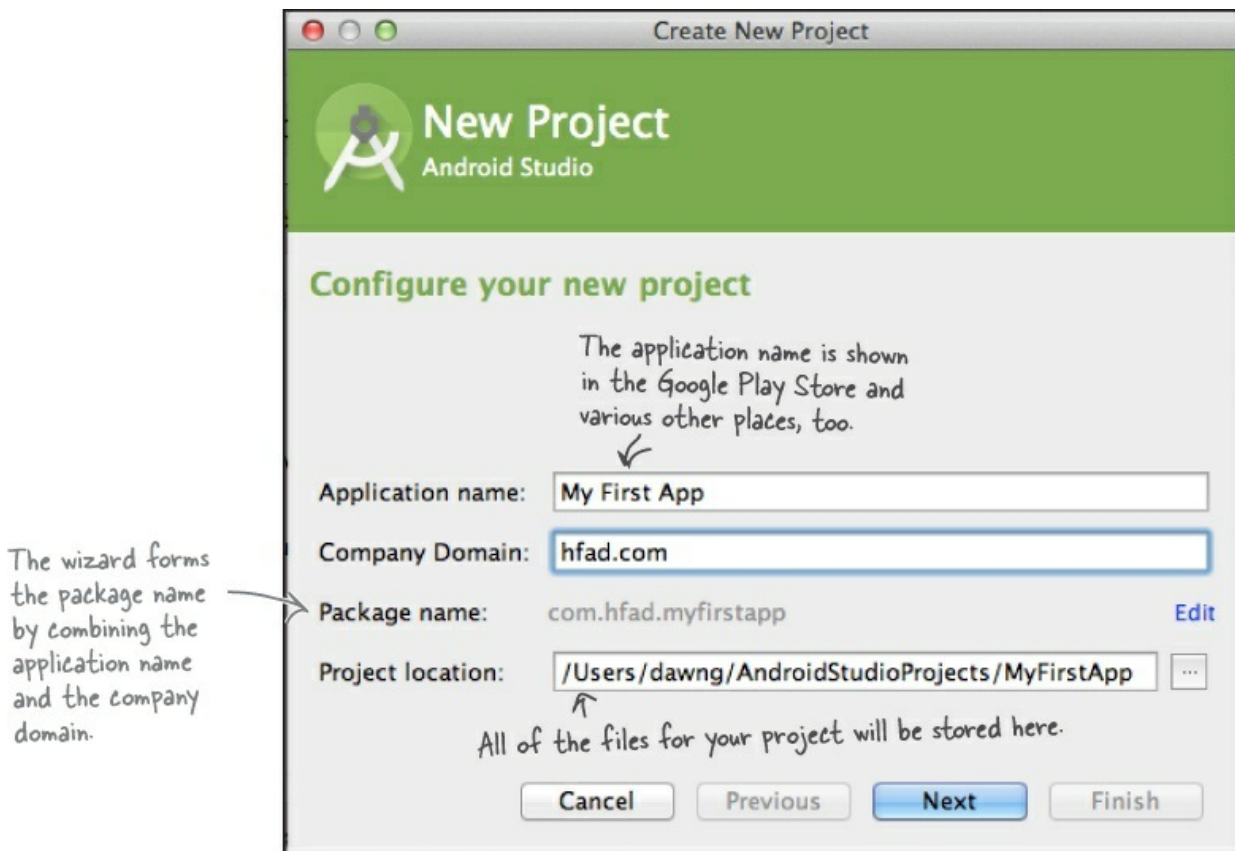 Create New Project
New Project
Android Studio
Configure your new project
The application name is shown
in the Google Play Store and
various other places, too.
Application name: My First App
Company Domain: hfad.com
The wizard forms
the package name
by combining the
application name
and the company
domain.
Package name: com.hfad.myfirstapp Edit
Project location: /Users/dawng/AndroidStudioProjects/MyFirstApp ...
All of the files for your project will be stored here.
Cancel Previous Next Finish